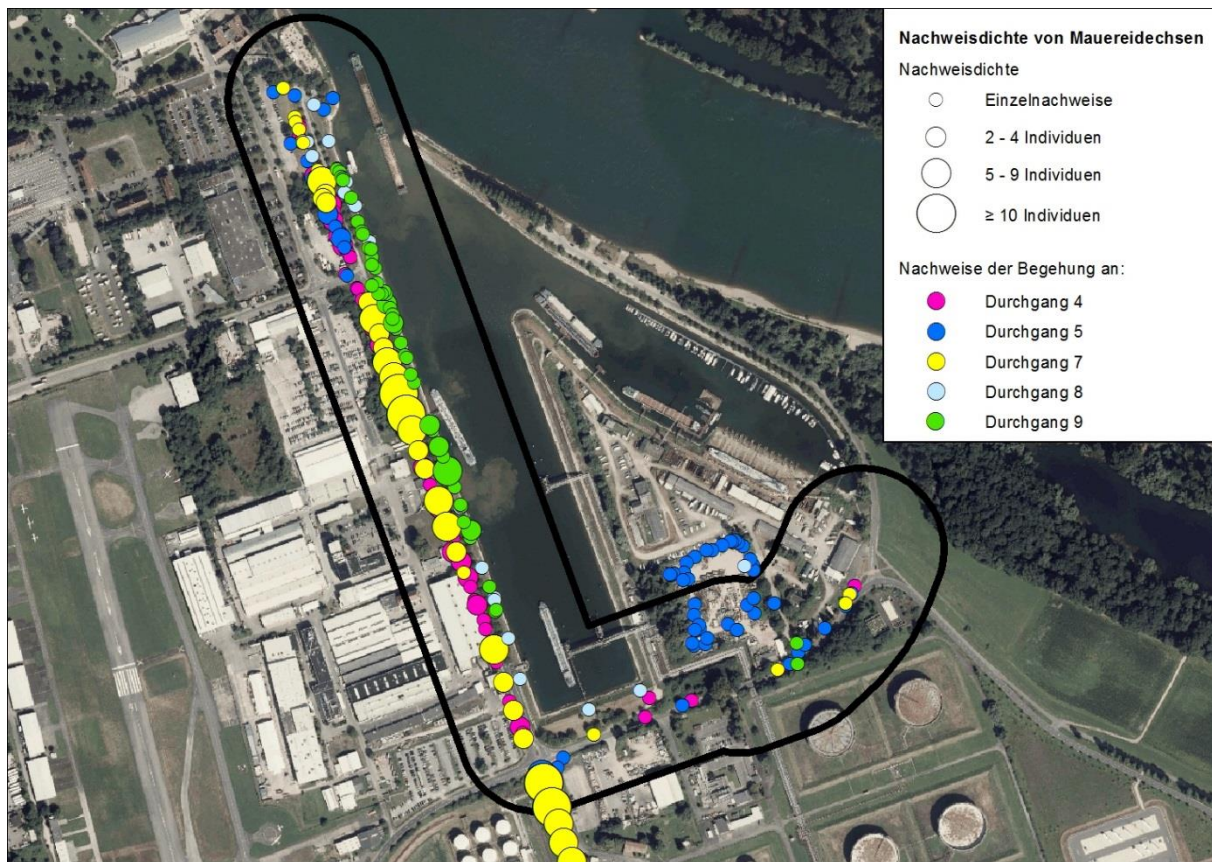 Nachweisdichte von Mauereidechsen
Nachweisdichte
Einzelnachweise
2 - 4 Individuen
5 - 9 Individuen
≥ 10 Individuen
Nachweise der Begehung an:
Durchgang 4
Durchgang 5
Durchgang 7
Durchgang 8
Durchgang 9